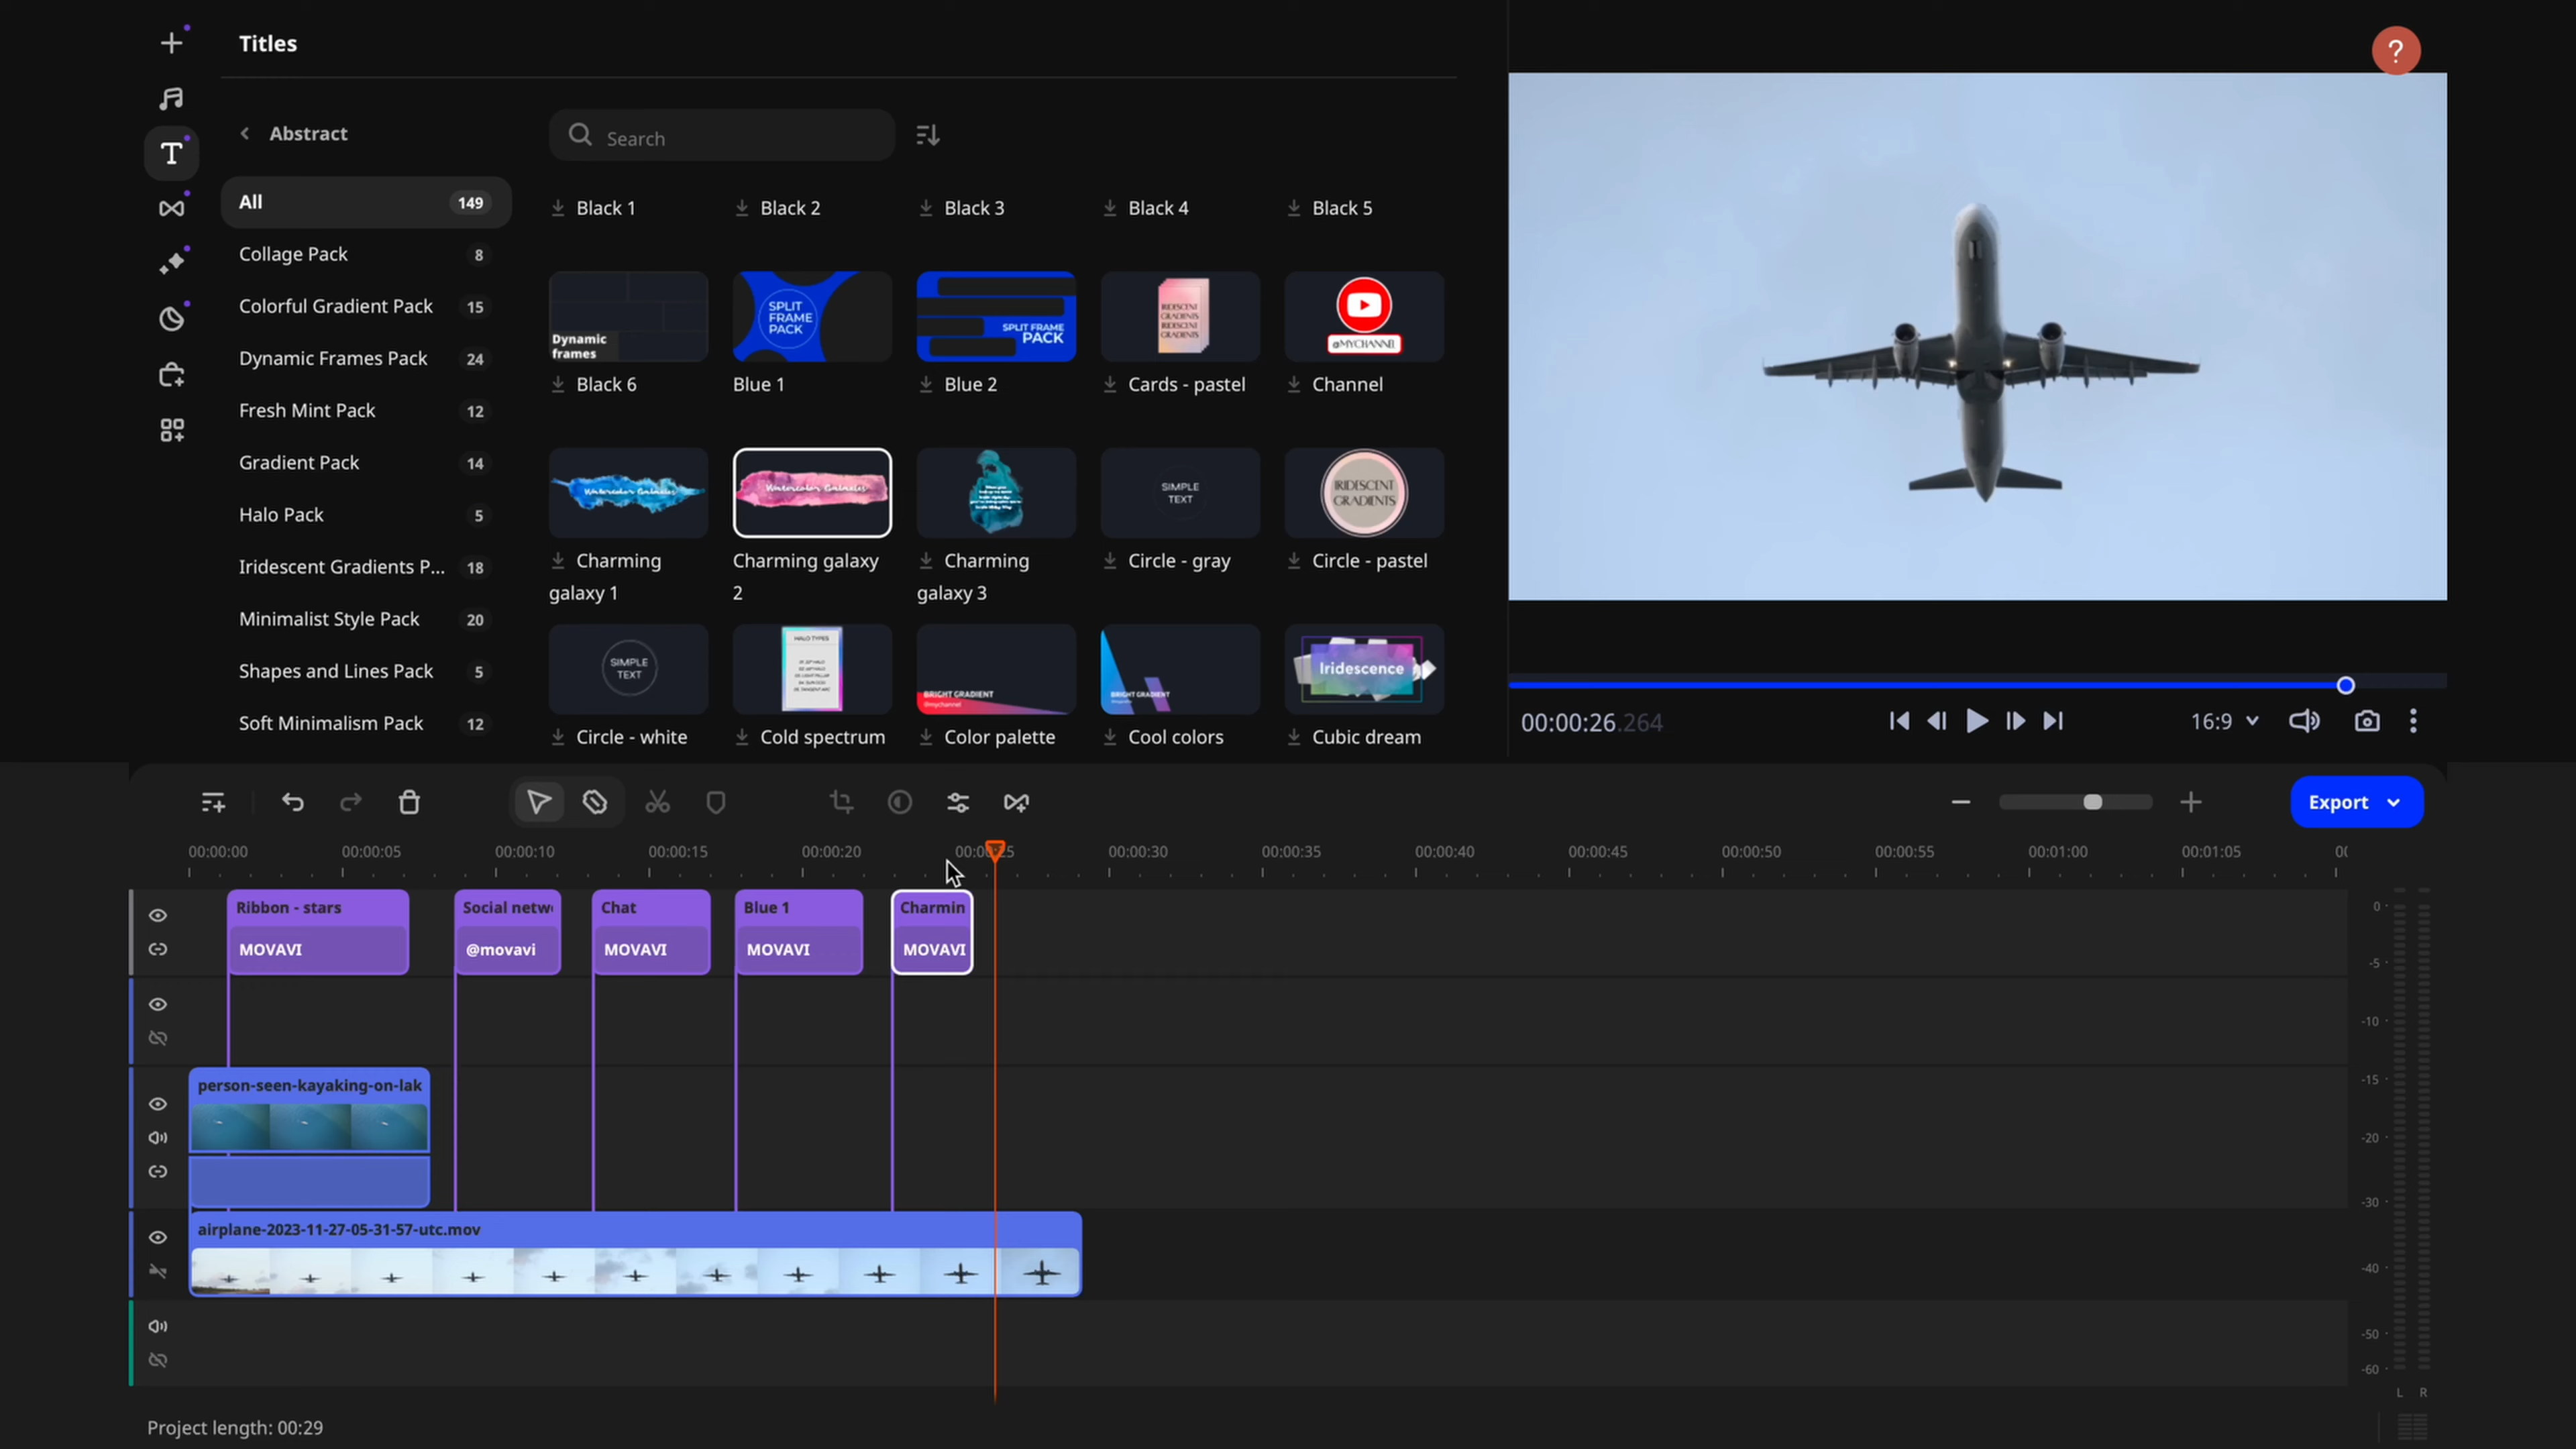 Titles
?
Abstract
Search
All 149
Collage Pack 8
Colorful Gradient Pack 15
Dynamic Frames Pack 24
Fresh Mint Pack 12
Gradient Pack 14
Halo Pack 5
Iridescent Gradients P... 18
Minimalist Style Pack 20
Shapes and Lines Pack 5
Soft Minimalism Pack 12
Black 1
Black 2
Black 3
Black 4
Black 5
Dynamic
frames
SPLIT
FRAME
PACK
SPLIT FRAME
PACK
IRIDESCENT
GRADIENTS
IRIDESCENT
GRADIENTS
@MYCHANNEL
Black 6
Blue 1
Blue 2
Cards - pastel
Channel
Watercolor Galaxies
Watercolor Galaxies
SIMPLE
TEXT
IRIDESCENT
GRADIENTS
Charming
galaxy 1
Charming galaxy
2
Charming
galaxy 3
Circle - gray
Circle - pastel
SIMPLE
TEXT
HALO TYPES
BRIGHT GRADIENT
@mychannel
BRIGHT GRADIENT
Iridescence
Circle - white
Cold spectrum
Color palette
Cool colors
Cubic dream
00:00:26.264
16:9
Export
00:00:00 00:00:05 00:00:10 00:00:15 00:00:20 00:00:25 00:00:30 00:00:35 00:00:40 00:00:45 00:00:50 00:00:55 00:01:00 00:01:05 00
Ribbon - stars
MOVAVI
Social netw
@movavi
Chat
MOVAVI
Blue 1
MOVAVI
Charmin
MOVAVI
person-seen-kayaking-on-lak
airplane-2023-11-27-05-31-57-utc.mov
0
-5
-10
-15
-20
-30
-40
-50
-60
L R
Project length: 00:29